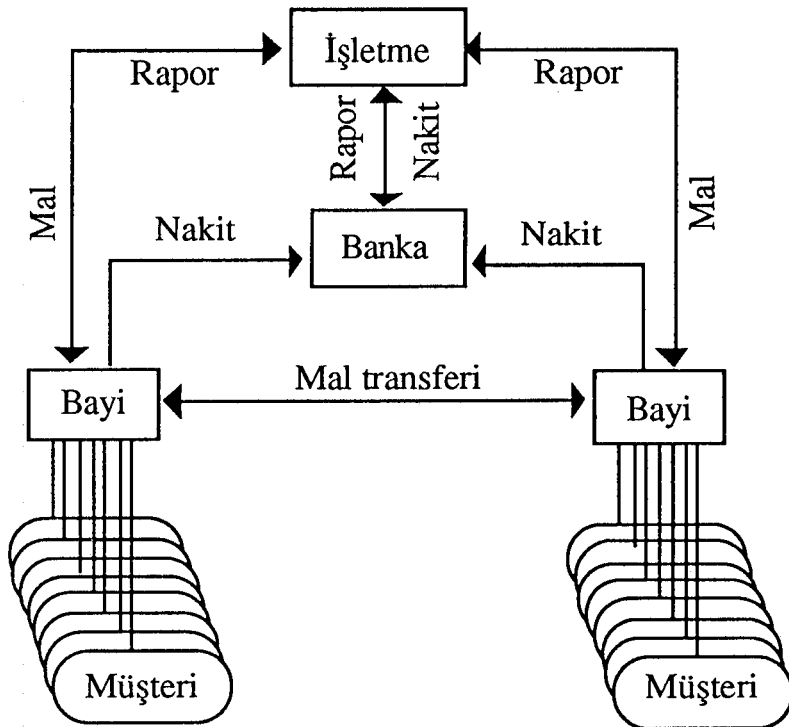 İşletme
Rapor
Rapor
Rapor
Nakit
Mal
Mal
Nakit
Banka
Nakit
Mal transferi
Bayi
Bayi
Müşteri
Müşteri